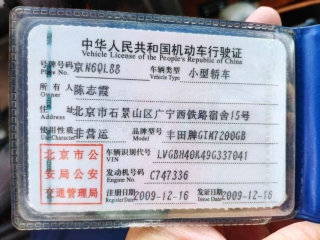 中华人民共和国机动车行驶证
Vehicle License of the People's Republic of China
号牌号码 京N6QL88 车辆类型 小型轿车
Plate No. Vehicle Type
所有人 陈志霞
Owner
住址 北京市石景山区广宁西铁路宿舍15号
Address
使用性质 非营运 品牌型号 丰田牌GTM7200GB
Use Character Model
北京市公安局公安交通管理局
车辆识别代号 LVGBH40K49G337041
VIN
发动机号码 C747336
Engine No.
注册日期 2009-12-16 发证日期 2009-12-16
Register Date Issue Date